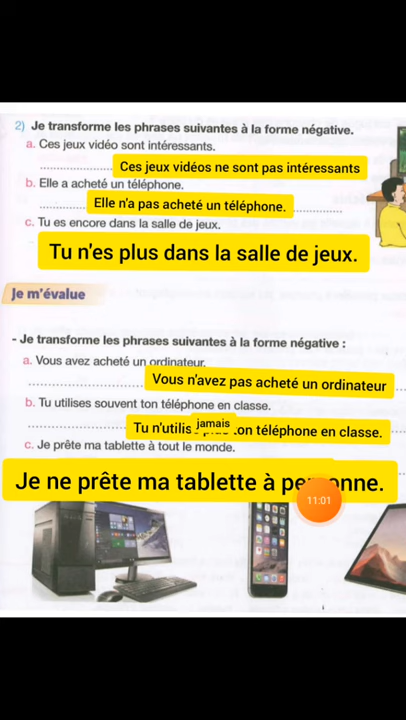 2) Je transforme les phrases suivantes à la forme négative.
a. Ces jeux vidéo sont intéressants.
Ces jeux vidéos ne sont pas intéressants
b. Elle a acheté un téléphone.
Elle n'a pas acheté un téléphone.
c. Tu es encore dans la salle de jeux.
Tu n'es plus dans la salle de jeux.
Je m'évalue
- Je transforme les phrases suivantes à la forme négative :
a. Vous avez acheté un ordinateur.
Vous n'avez pas acheté un ordinateur
b. Tu utilises souvent ton téléphone en classe.
jamais
Tu n'utilis ton téléphone en classe.
c. Je prête ma tablette à tout le monde.
Je ne prête ma tablette à personne.
11:01